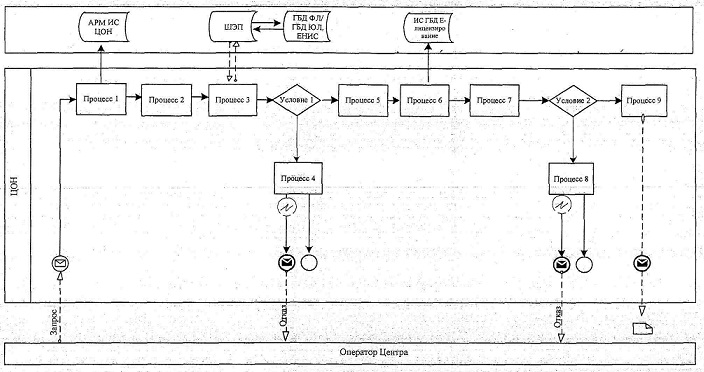 АРМ ИС
ЦОН
ШЭП
ГБД ФЛ/
ГБД ЮЛ,
ЕНИС
ИС ГБД Е-
лицензиро
вание
ЦОН
Процесс 1
Процесс 2
Процесс 3
Условие 1
Процесс 5
Процесс 6
Процесс 7
Условие 2
Процесс 9
Процесс 4
Процесс 8
Запрос
Отказ
Отказ
Оператор Центра